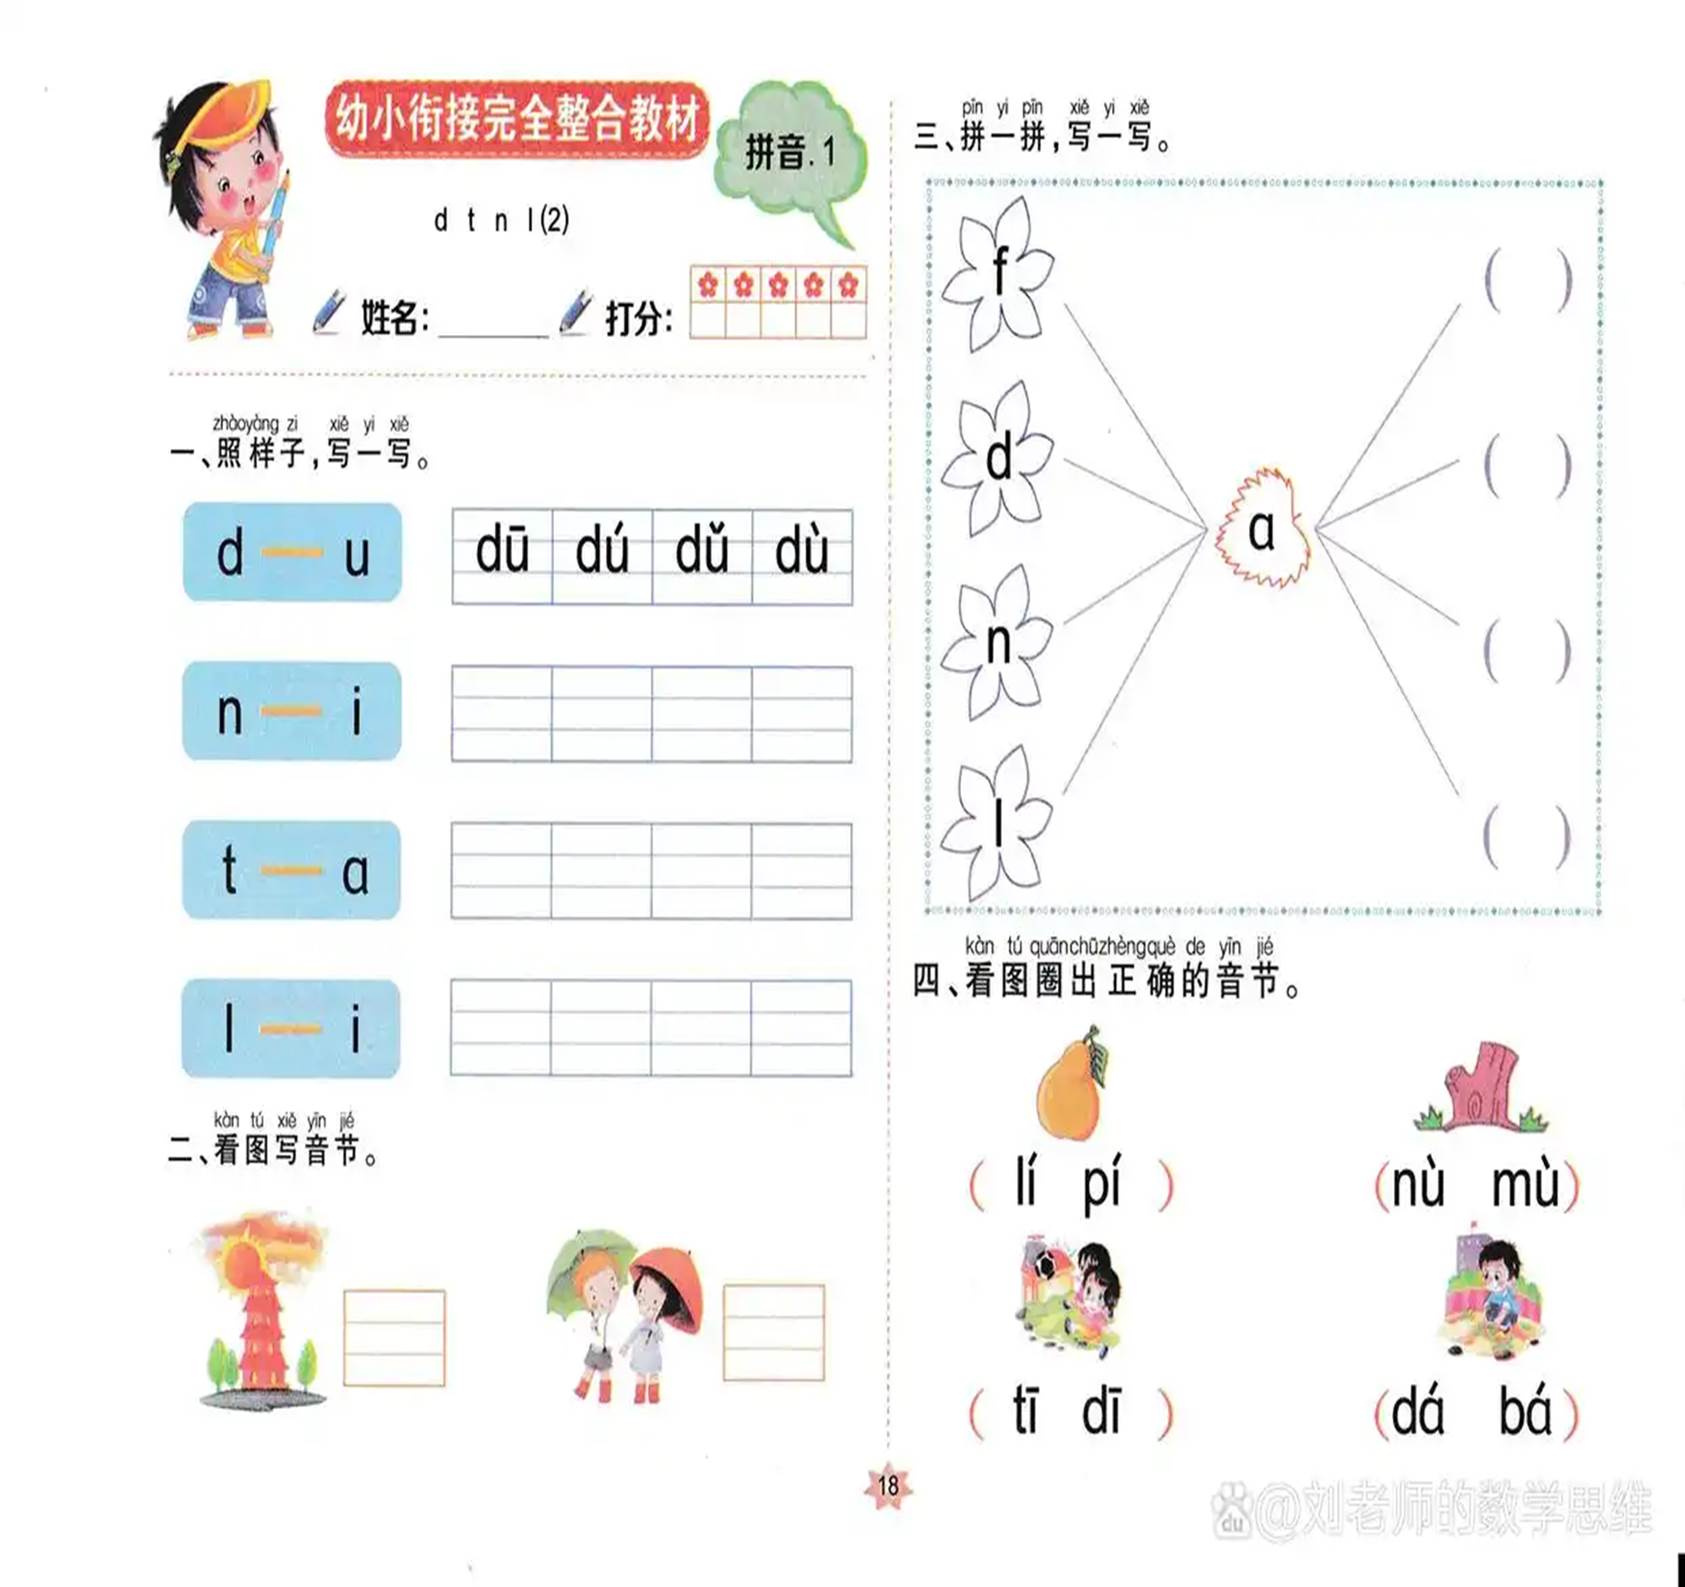 幼小衔接完全整合教材
拼音.1
d t n l(2)
姓名:
打分:
zhàoyàng zi xiě yi xiě
一、照样子,写一写。
d — u
dū dú dǔ dù
n — i
t — ɑ
l — i
kàn tú xiě yīn jié
二、看图写音节。
18
pīn yi pīn xiě yi xiě
三、拼一拼,写一写。
f
( )
d
( )
ɑ
n
( )
l
( )
kàn tú quānchūzhèngquè de yīn jié
四、看图圈出正确的音节。
( lí pí )
(nù mù)
( tī dī )
(dá bá)
du @刘老师的数学思维